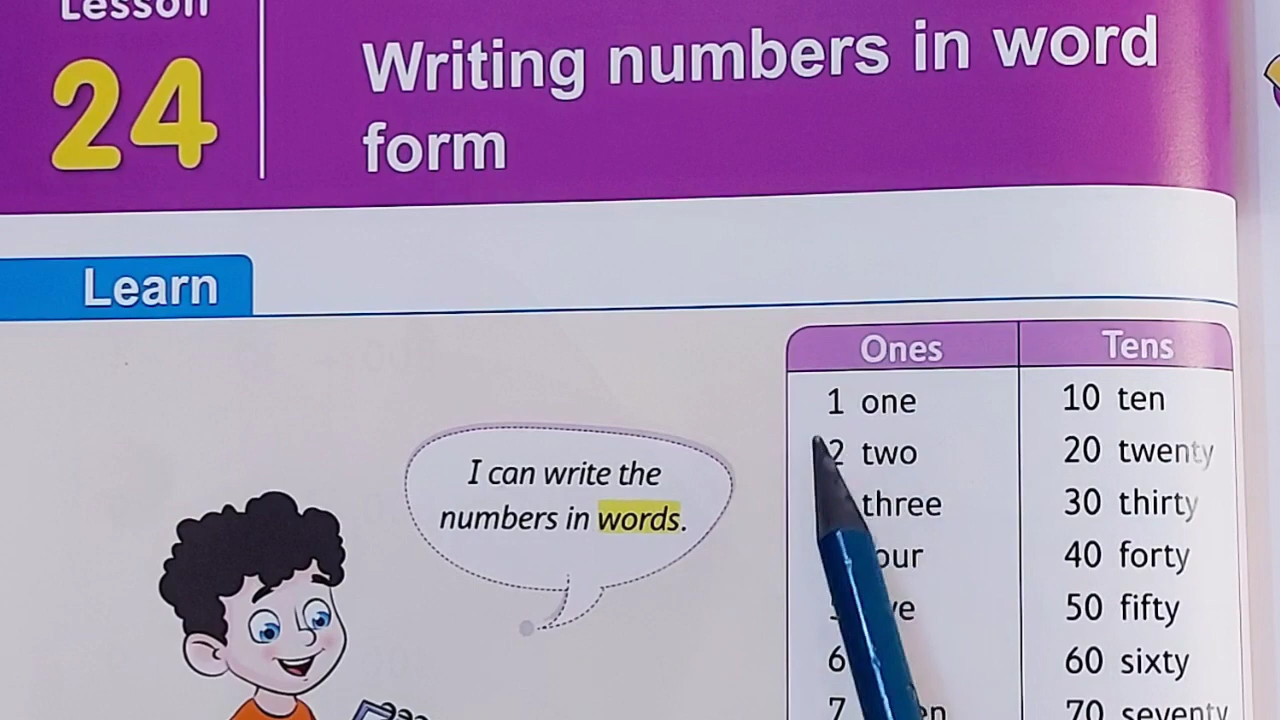 Lesson
24
Writing numbers in word
form
Learn
I can write the
numbers in words.
Ones
Tens
1 one
10 ten
2 two
20 twenty
three
30 thirty
40 forty
50 fifty
6
60 sixty
7
70 seventy